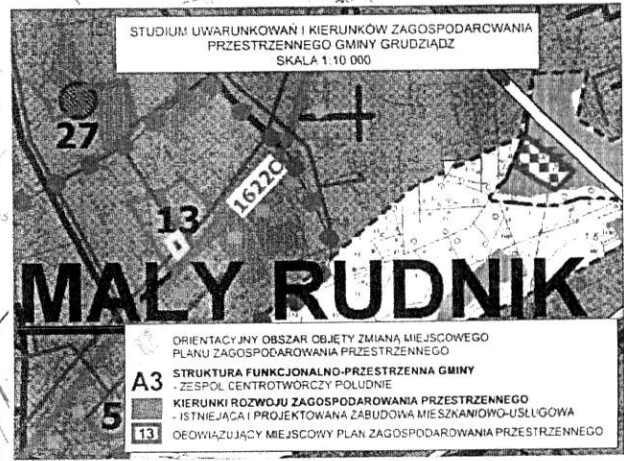 STUDIUM UWARUNKOWAŃ I KIERUNKÓW ZAGOSPODARCWANIA
PRZESTRZENNEGO GMINY GRUDZIĄDZ
SKALA 1:10 000
27
1622C
13
MAŁY RUDNIK
5
ORIENTACYJNY OBSZAR OBJĘTY ZMIANĄ MIEJSCOWEGO
PLANU ZAGOSPODAROWANIA PRZESTRZENNEGO
A3 STRUKTURA FUNKCJONALNO-PRZESTRZENNA GMINY
- ZESPÓŁ CENTROTWÓRCZY POŁUDNIE
KIERUNKI ROZWOJU ZAGOSPODAROWANIA PRZESTRZENNEGO
- ISTNIEJĄCA I PROJEKTOWANA ZABUDOWA MIESZKANIOWO-USŁUGOWA
13 OBOWIĄZUJĄCY MIEJSCOWY PLAN ZAGOSPODAROWANIA PRZESTRZENNEGO